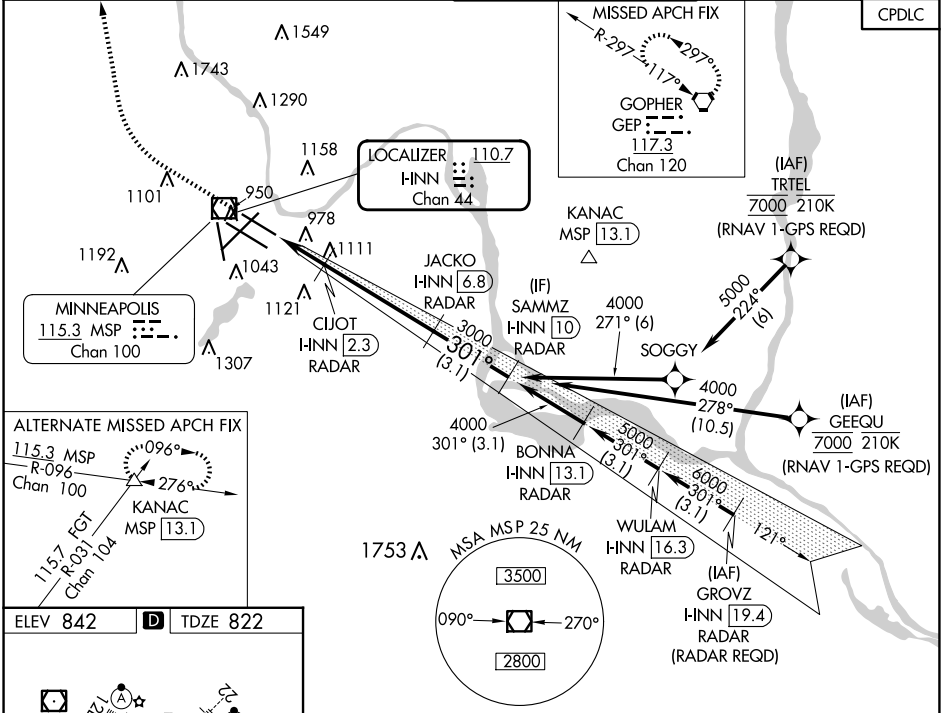 CPDLC
MISSED APCH FIX
R-297
117°
297°
GOPHER
GEP
117.3
Chan 120
1549
1743
1290
1158
1101
950
978
1111
1192
1043
1121
1307
LOCALIZER 110.7
I-INN
Chan 44
MINNEAPOLIS
115.3 MSP
Chan 100
KANAC
MSP 13.1
(IAF)
TRTEL
7000 210K
(RNAV 1-GPS REQD)
5000
224°
(6)
SOGGY
4000
271° (6)
4000
278°
(10.5)
(IAF)
GEEQU
7000 210K
(RNAV 1-GPS REQD)
JACKO
I-INN 6.8
RADAR
(IF)
SAMMZ
I-INN 10
RADAR
CIJOT
I-INN 2.3
RADAR
3000
301°
(3.1)
4000
301° (3.1)
BONNA
I-INN 13.1
RADAR
5000
301°
(3.1)
6000
301°
(3.1)
121°
WULAM
I-INN 16.3
RADAR
(IAF)
GROVZ
I-INN 19.4
RADAR
(RADAR REQD)
ALTERNATE MISSED APCH FIX
115.3 MSP
R-096
Chan 100
096°
276°
KANAC
MSP 13.1
115.7 FGT
R-031
Chan 104
1753
MSA MSP 25 NM
3500
090°
270°
2800
ELEV 842
D
TDZE 822
A
22